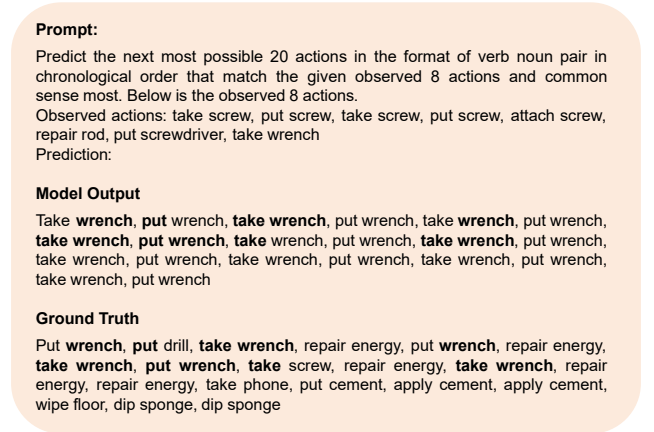 Prompt:
Predict the next most possible 20 actions in the format of verb noun pair in
chronological order that match the given observed 8 actions and common
sense most. Below is the observed 8 actions.
Observed actions: take screw, put screw, take screw, put screw, attach screw,
repair rod, put screwdriver, take wrench
Prediction:
Model Output
Take wrench, put wrench, take wrench, put wrench, take wrench, put wrench,
take wrench, put wrench, take wrench, put wrench, take wrench, put wrench,
take wrench, put wrench, take wrench, put wrench, take wrench, put wrench,
take wrench, put wrench
Ground Truth
Put wrench, put drill, take wrench, repair energy, put wrench, repair energy,
take wrench, put wrench, take screw, repair energy, take wrench, repair
energy, repair energy, take phone, put cement, apply cement, apply cement,
wipe floor, dip sponge, dip sponge